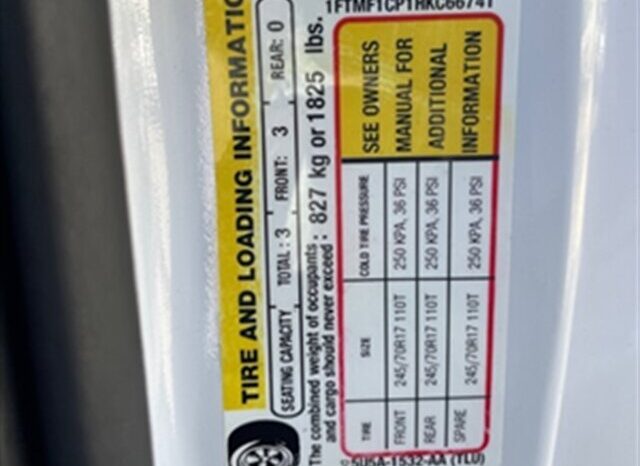 TIRE AND LOADING INFORMATIO
SEATING CAPACITY TOTAL : 3 FRONT: 3 REAR: 0
The combined weight of occupants : 827 kg or 1825 lbs.
and cargo should never exceed :
TIRE SIZE COLD TIRE PRESSURE SEE OWNERS
FRONT 245/70R17 110T 250 KPA, 36 PSI MANUAL FOR
REAR 245/70R17 110T 250 KPA, 36 PSI ADDITIONAL
SPARE 245/70R17 110T 250 KPA, 36 PSI INFORMATION
5U5A-1532-AA (TLU) 1FTMF1CP1HKC66741